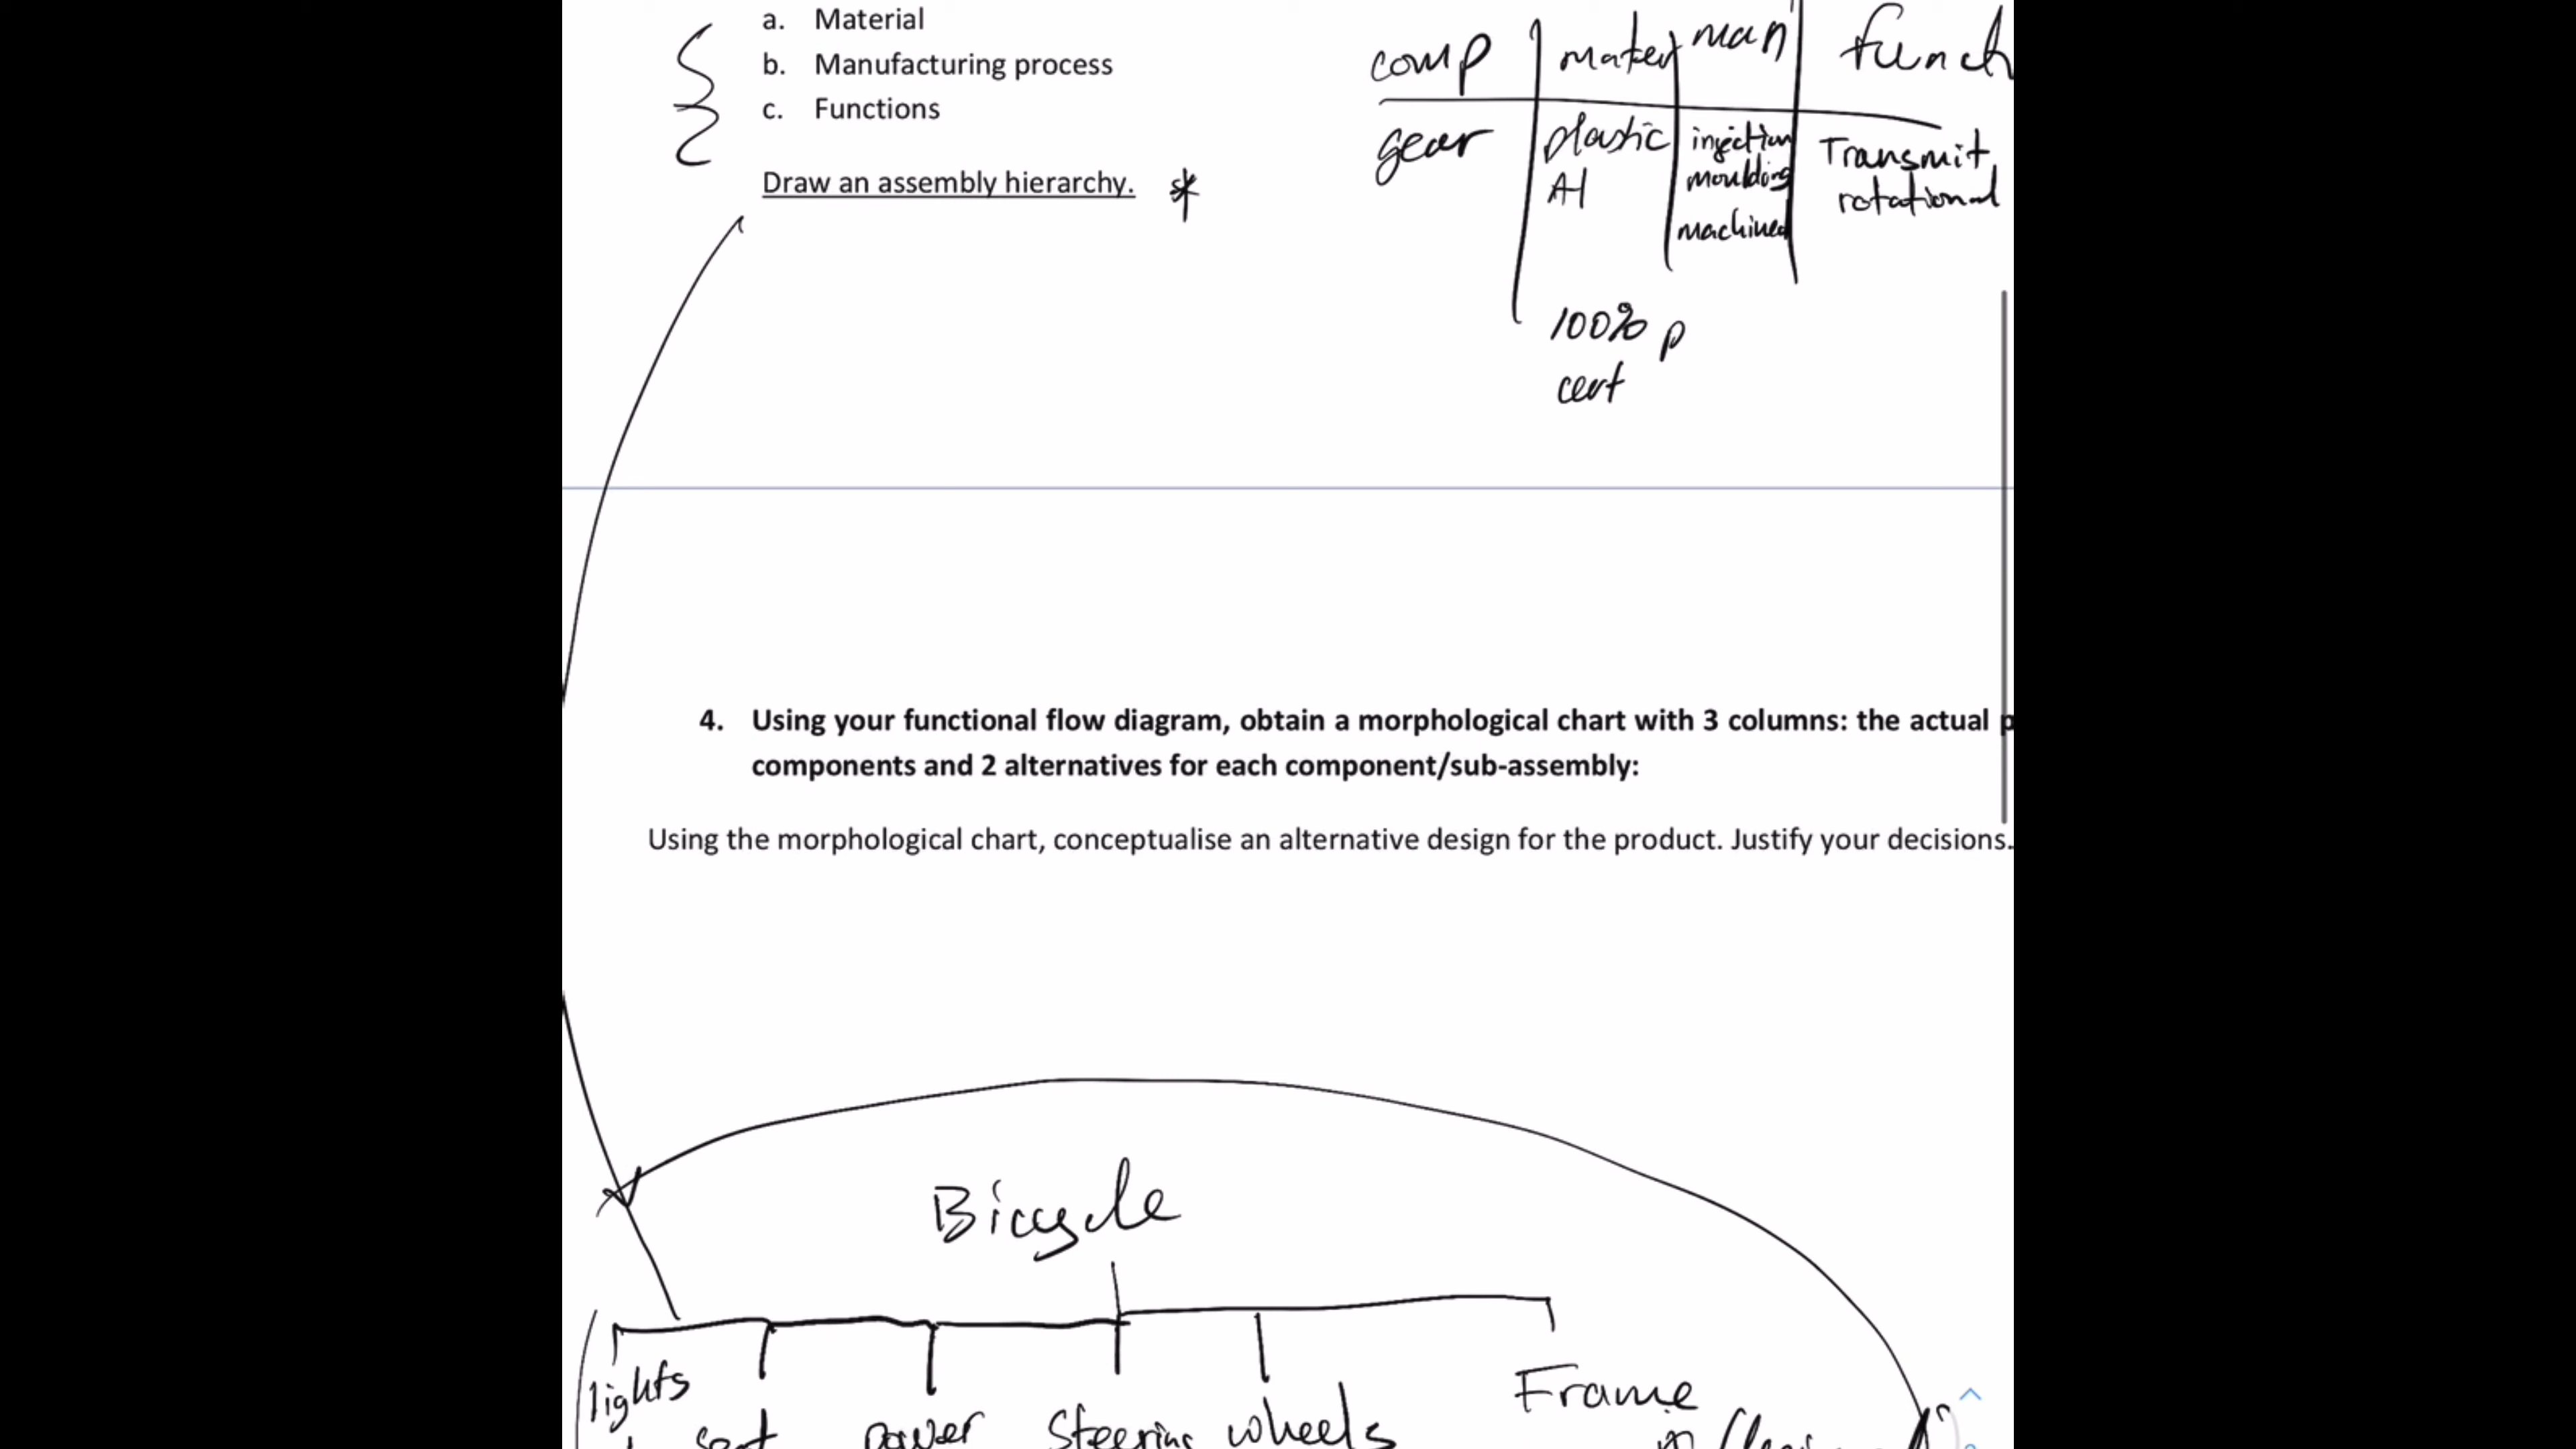 a. Material
b. Manufacturing process
c. Functions
Draw an assembly hierarchy. *
comp mater man funct
gear plastic injection Transmit
Al moulding rotational
machined
100% p
cert
4. Using your functional flow diagram, obtain a morphological chart with 3 columns: the actual p
components and 2 alternatives for each component/sub-assembly:
Using the morphological chart, conceptualise an alternative design for the product. Justify your decisions.
Bicycle
lights Frame
seat power Steering wheels